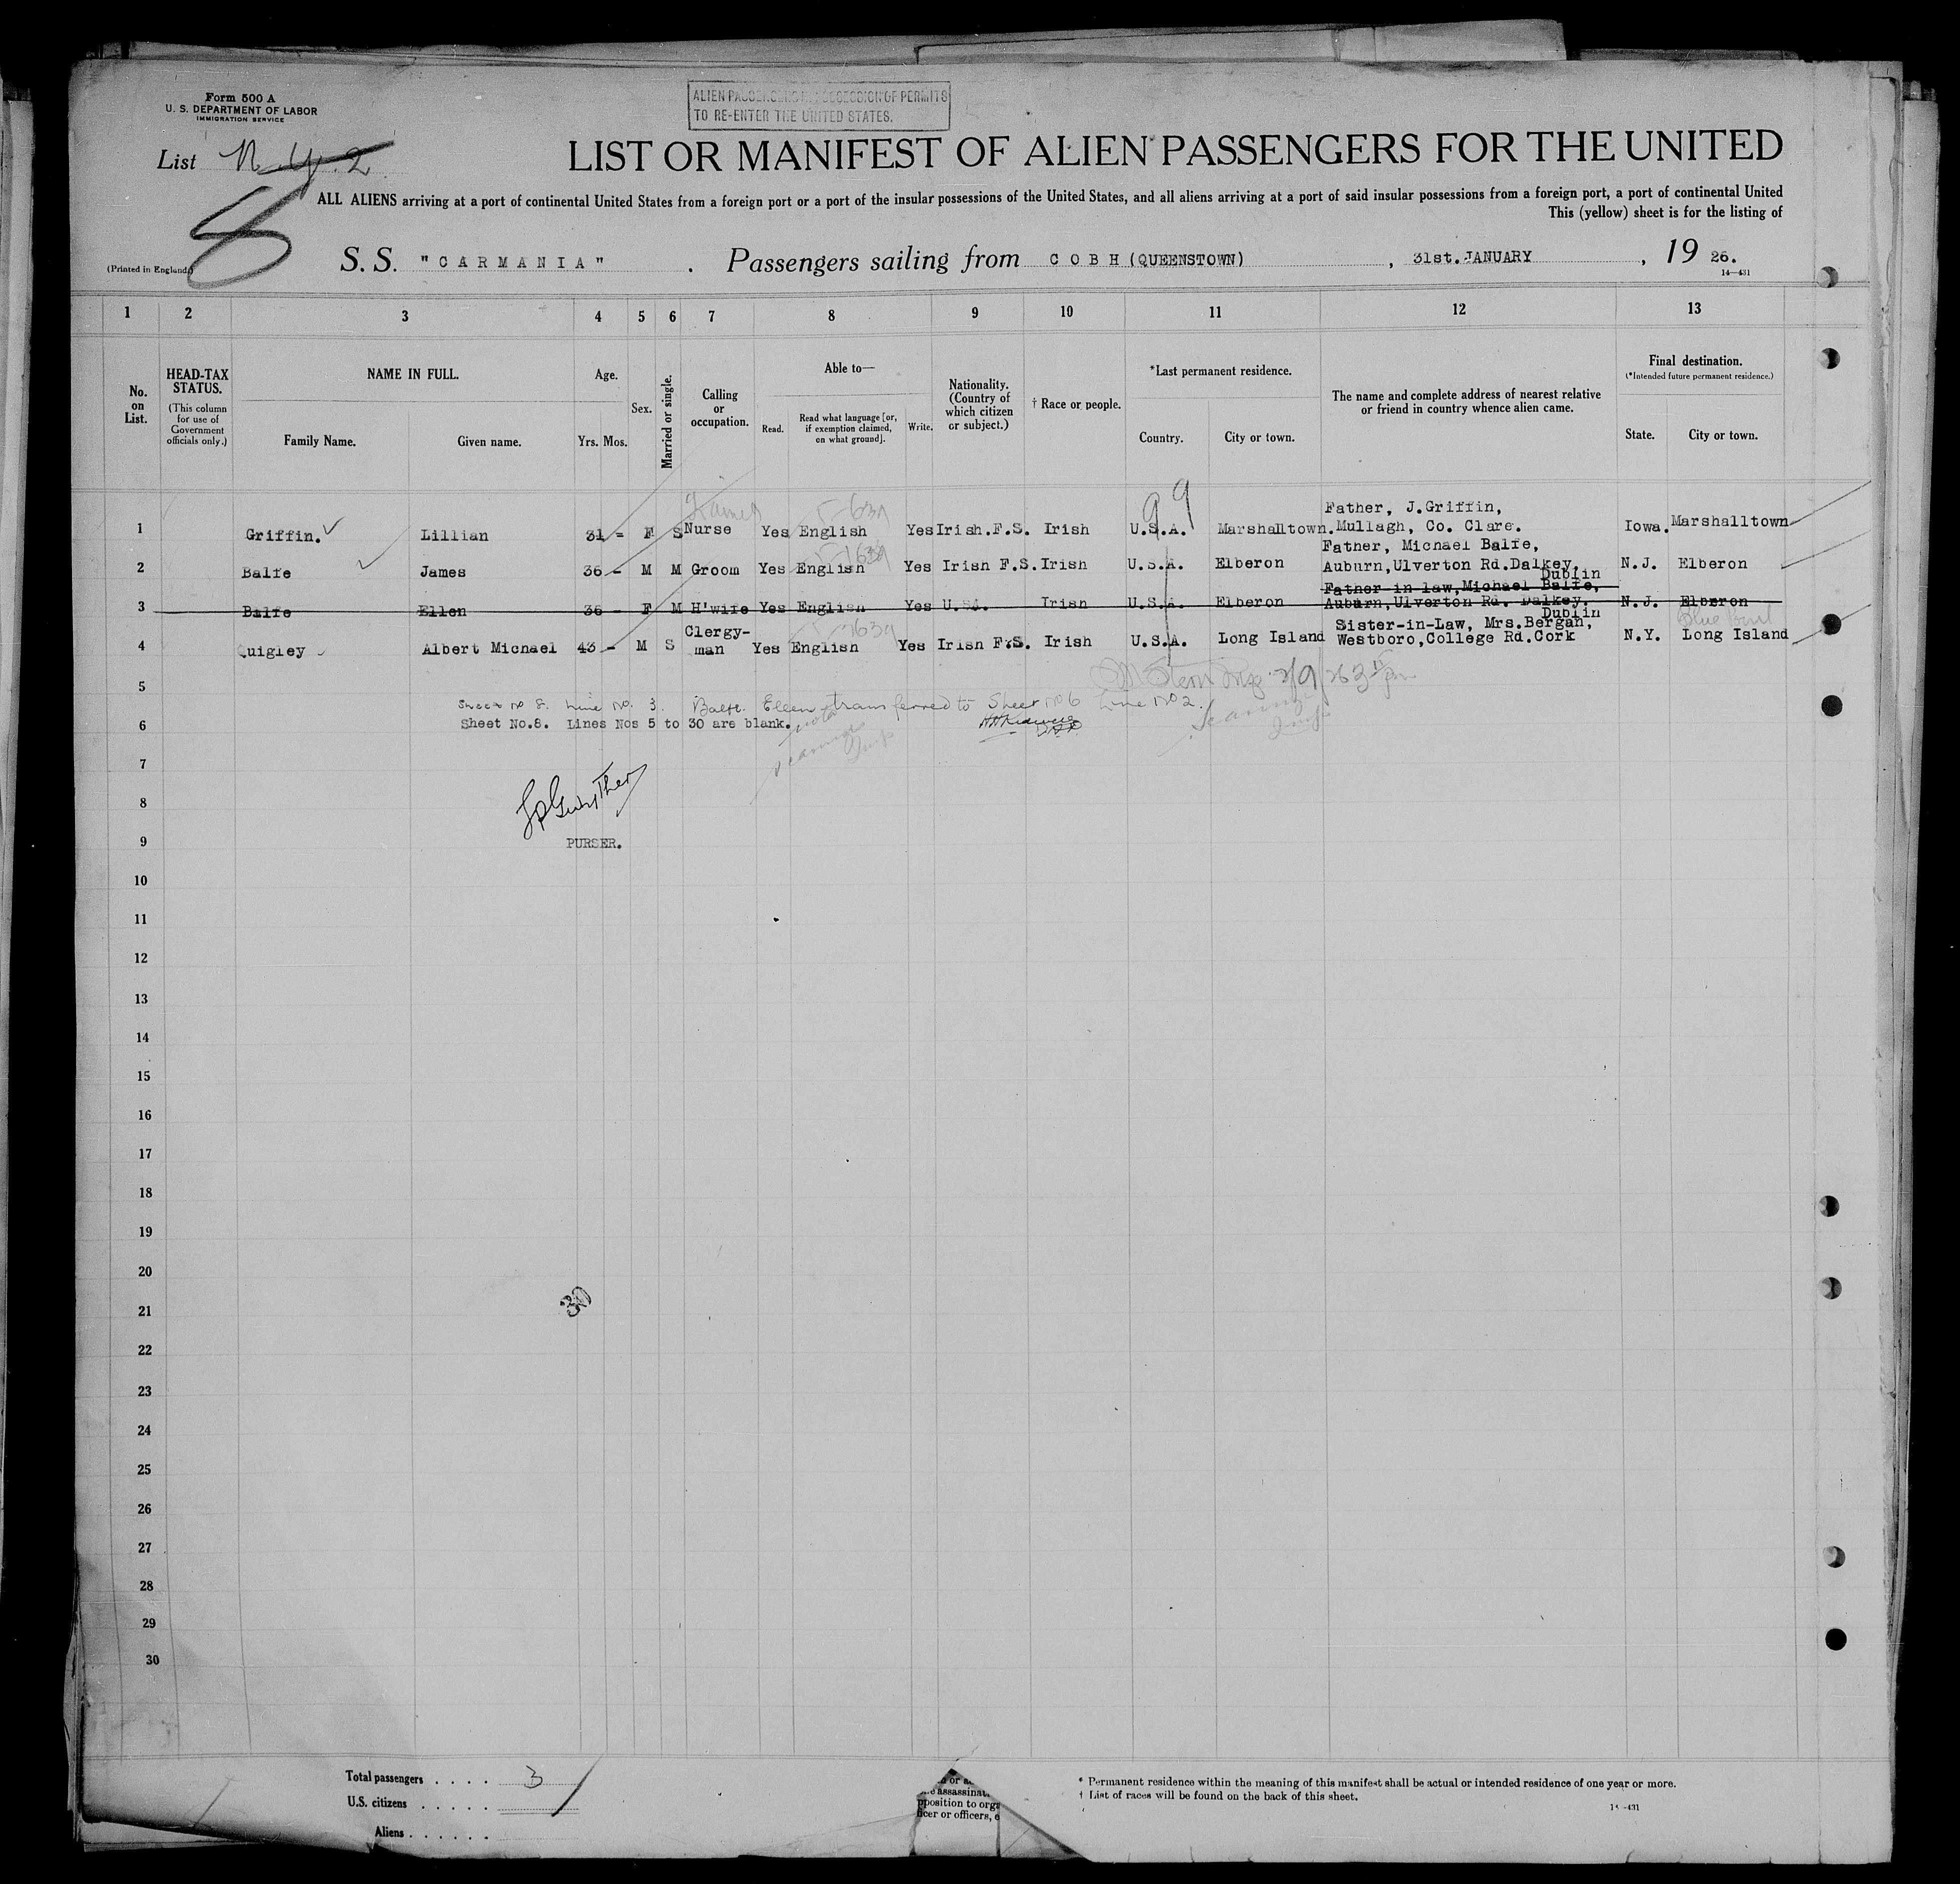 Form 500 A
U. S. DEPARTMENT OF LABOR
IMMIGRATION SERVICE
ALIEN PASSENGERS IN POSSESSION OF PERMITS
TO RE-ENTER THE UNITED STATES.
List N.Y. 2
8
LIST OR MANIFEST OF ALIEN PASSENGERS FOR THE UNITED
ALL ALIENS arriving at a port of continental United States from a foreign port or a port of the insular possessions of the United States, and all aliens arriving at a port of said insular possessions from a foreign port, a port of continental United
This (yellow) sheet is for the listing of
(Printed in England.)
S. S. "CARMANIA" . Passengers sailing from COBH (QUEENSTOWN) , 31st. JANUARY , 19 26.
14—431
1 2 3 4 5 6 7 8 9 10 11 12 13
No. on List.
HEAD-TAX STATUS.
(This column for use of Government officials only.)
NAME IN FULL.
Family Name. Given name.
Age.
Yrs. Mos.
Sex.
Married or single.
Calling or occupation.
Able to—
Read. Read what language [or, if exemption claimed, on what ground]. Write.
Nationality. (Country of which citizen or subject.)
† Race or people.
*Last permanent residence.
Country. City or town.
The name and complete address of nearest relative or friend in country whence alien came.
Final destination.
(*Intended future permanent residence.)
State. City or town.
99
1 Griffin. Lillian 31 - F S Nurse Yes English Yes Irish.F.S. Irish U.S.A. Marshalltown. Father, J.Griffin, Mullagh, Co. Clare. Iowa. Marshalltown
2 Balfe James 36 - M M Groom Yes English Yes Irish F.S. Irish U.S.A. Elberon Father, Michael Balfe, Auburn,Ulverton Rd.Dalkey. Dublin N.J. Elberon
3 Balfe Ellen 36 - F M H'wife Yes English Yes U.S.A. Irish U.S.A. Elberon Father-in-law,Michael Balfe, Auburn,Ulverton Rd. Dalkey. Dublin N.J. Elberon
4 Quigley Albert Michael 43 - M S Clergy-man Yes English Yes Irish F.S. Irish U.S.A. Long Island Sister-in-Law, Mrs.Bergan, Westboro,College Rd.Cork N.Y. Long Island
5
Sheet No 8. Line No. 3. Balfe. Ellen transferred to Sheet No 6 Line No 2.
6 Sheet No.8. Lines Nos 5 to 30 are blank.
7
8
9 PURSER.
10
11
12
13
14
15
16
17
18
19
20
30
21
22
23
24
25
26
27
28
29
30
Total passengers . . . . 3
U.S. citizens . . . . .
Aliens . . . . . .
assassinat
pposition to orga
ficer or officers, o
* Permanent residence within the meaning of this manifest shall be actual or intended residence of one year or more.
† List of races will be found on the back of this sheet.
14-431